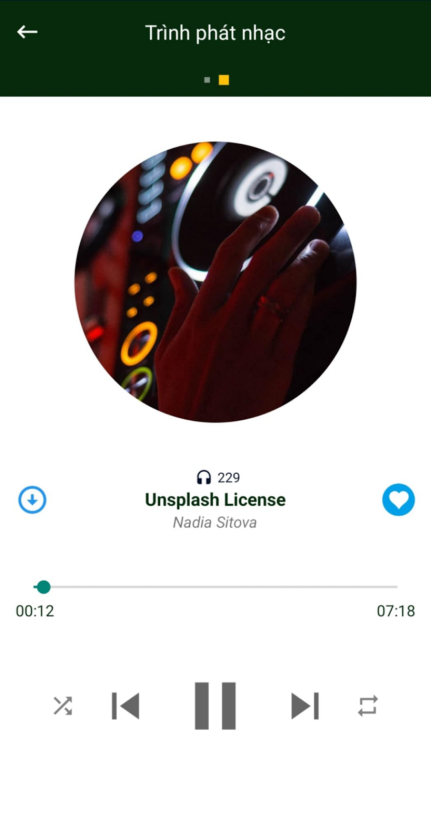 Trình phát nhạc
229
Unsplash License
Nadia Sitova
00:12 07:18